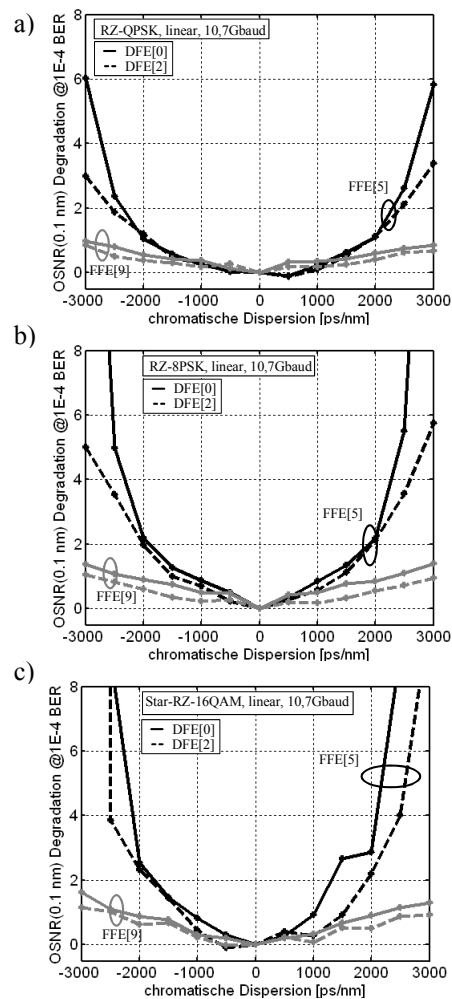 a)
RZ-QPSK, linear, 10,7Gbaud
DFE[0]
DFE[2]
8
6
4
2
0
FFE[5]
FFE[9]
OSNR(0.1 nm) Degradation @1E-4 BER
-3000 -2000 -1000 0 1000 2000 3000
chromatische Dispersion [ps/nm]
b)
RZ-8PSK, linear, 10,7Gbaud
DFE[0]
DFE[2]
8
6
4
2
0
FFE[5]
FFE[9]
OSNR(0.1 nm) Degradation @1E-4 BER
-3000 -2000 -1000 0 1000 2000 3000
chromatische Dispersion [ps/nm]
c)
Star-RZ-16QAM, linear, 10,7Gbaud
DFE[0]
DFE[2]
8
6
4
2
0
FFE[5]
FFE[9]
OSNR(0.1 nm) Degradation @1E-4 BER
-3000 -2000 -1000 0 1000 2000 3000
chromatische Dispersion [ps/nm]